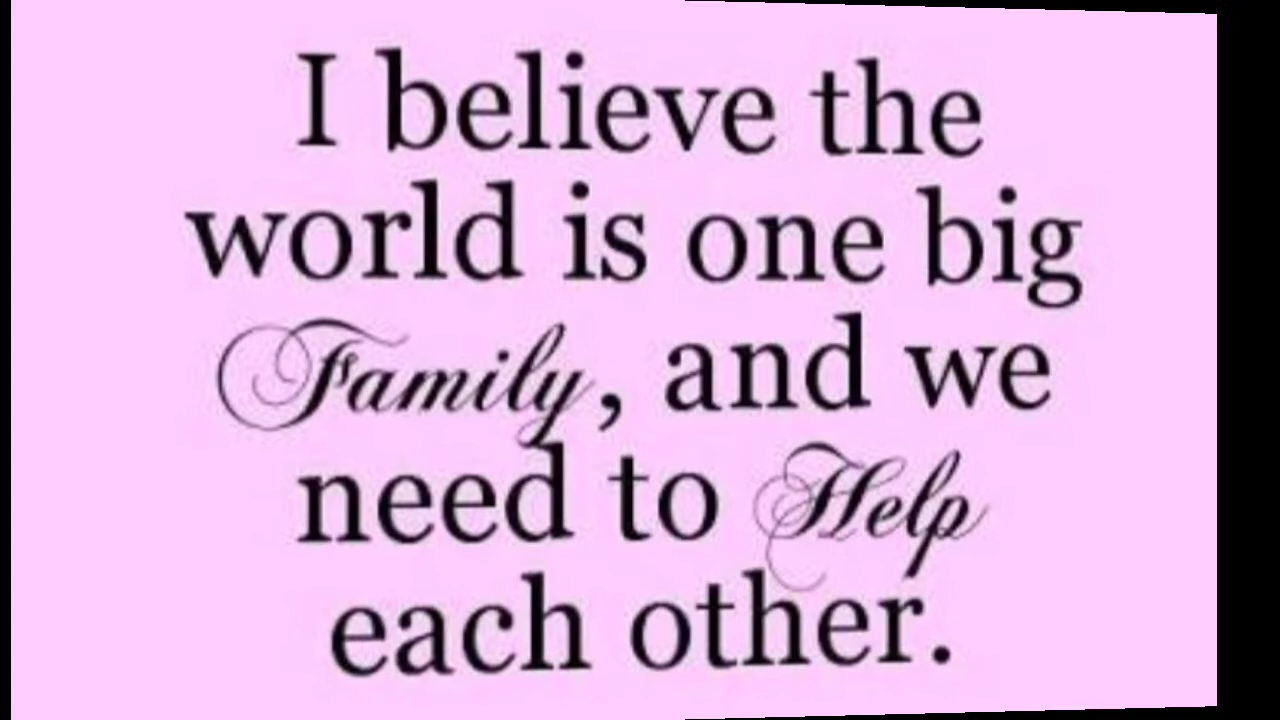 I believe the
world is one big
Family, and we
need to Help
each other.